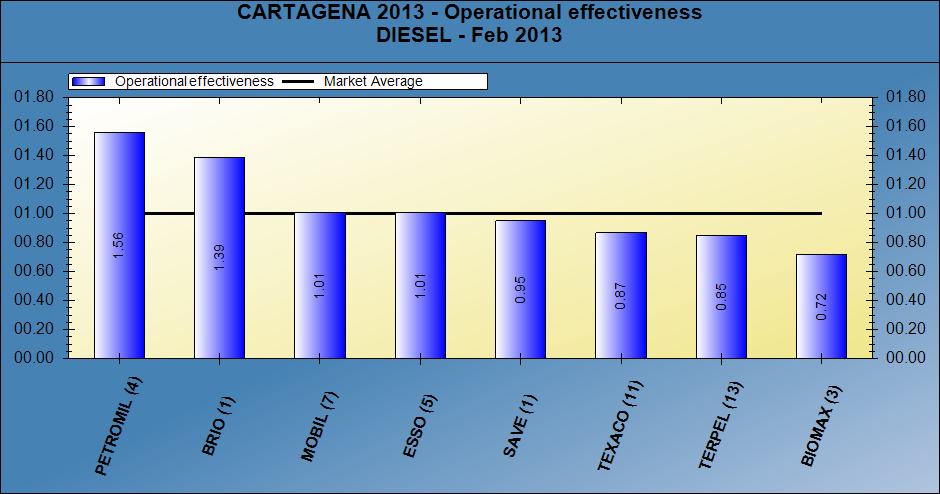 CARTAGENA 2013 - Operational effectiveness
DIESEL - Feb 2013
Operational effectiveness Market Average
01.80 01.80
01.60 01.60
01.40 01.40
01.20 01.20
01.00 01.00
00.80 00.80
00.60 00.60
00.40 00.40
00.20 00.20
00.00 00.00
1.56 1.39 1.01 1.01 0.95 0.87 0.85 0.72
PETROMIL (4) BRIO (1) MOBIL (7) ESSO (5) SAVE (1) TEXACO (11) TERPEL (13) BIOMAX (3)